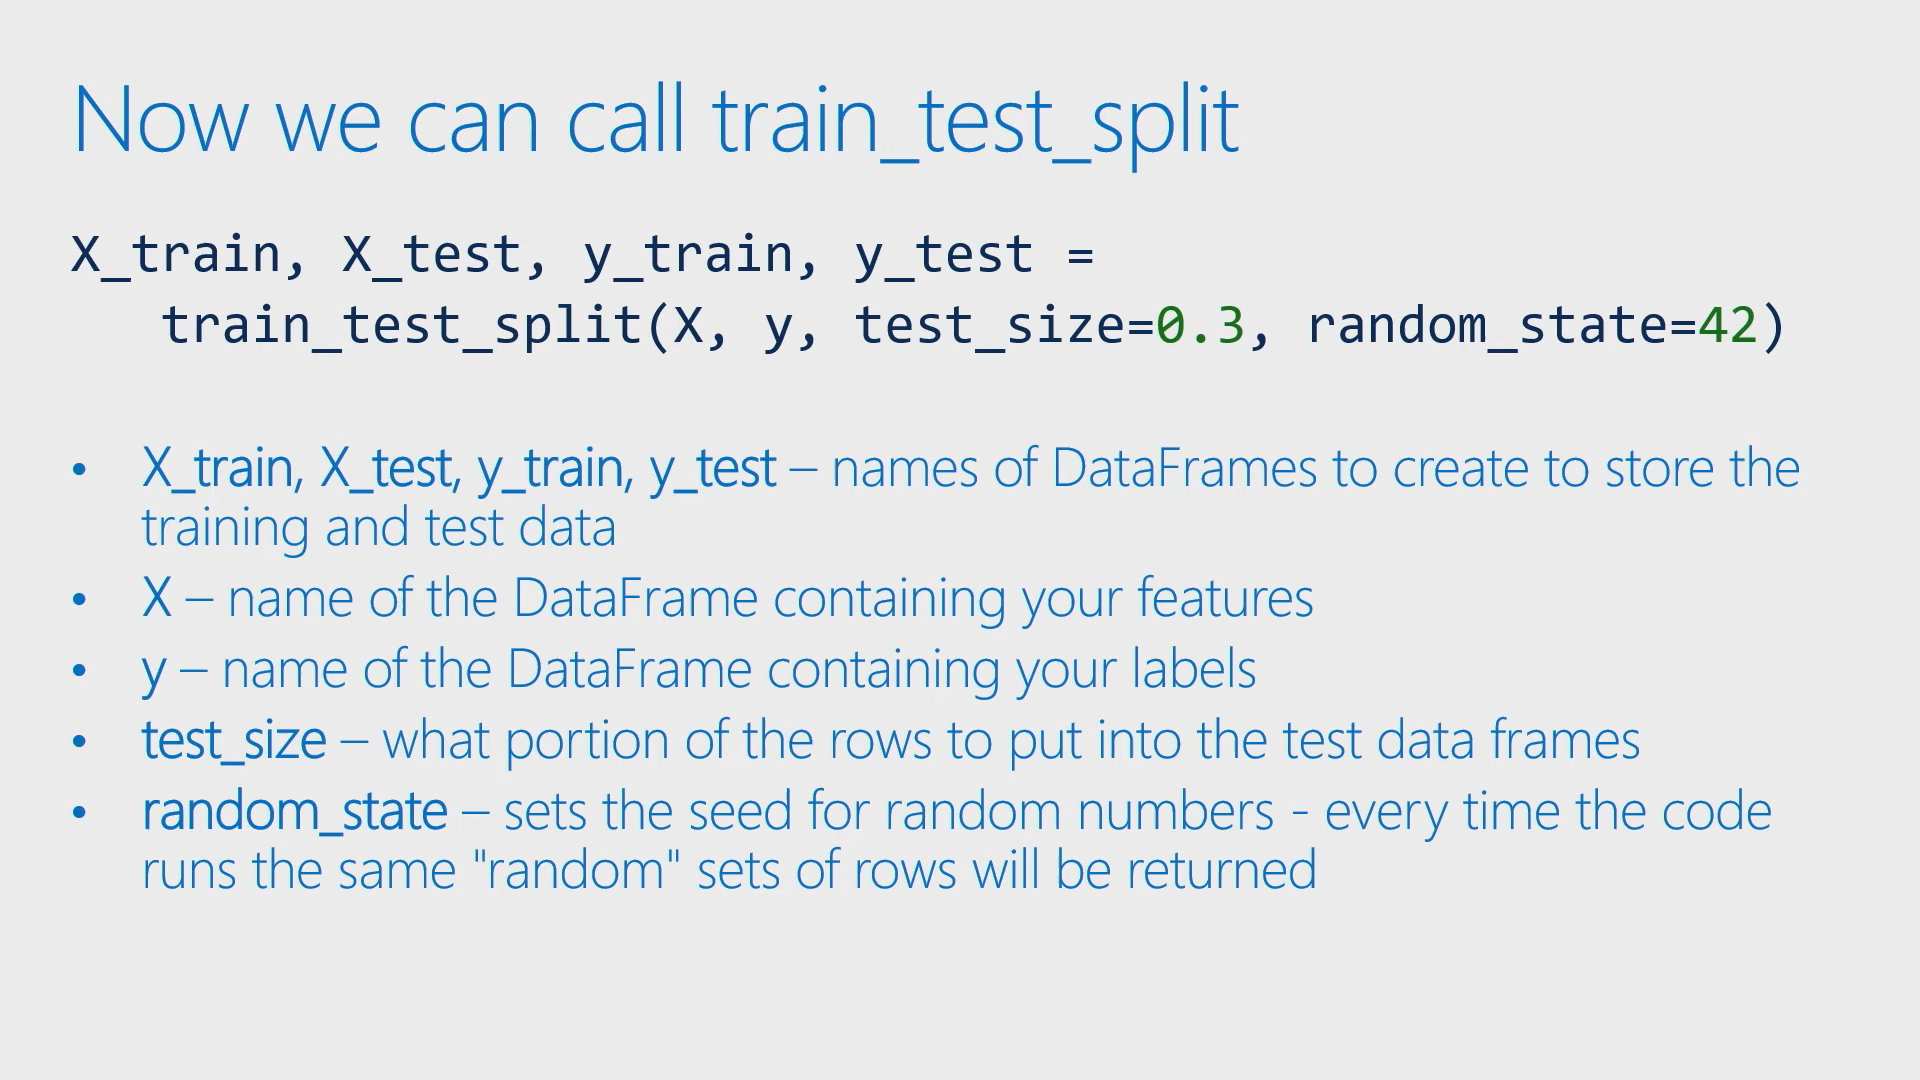 Now we can call train_test_split
X_train, X_test, y_train, y_test =
train_test_split(X, y, test_size=0.3, random_state=42)
• X_train, X_test, y_train, y_test – names of DataFrames to create to store the
training and test data
• X – name of the DataFrame containing your features
• y – name of the DataFrame containing your labels
• test_size – what portion of the rows to put into the test data frames
• random_state – sets the seed for random numbers - every time the code
runs the same "random" sets of rows will be returned